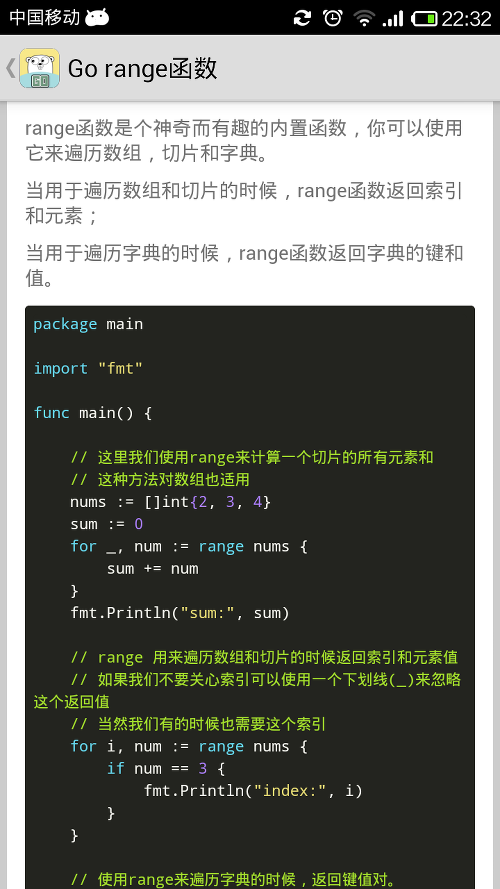 中国移动 22:32
Go range函数
range函数是个神奇而有趣的内置函数，你可以使用
它来遍历数组，切片和字典。
当用于遍历数组和切片的时候，range函数返回索引
和元素；
当用于遍历字典的时候，range函数返回字典的键和
值。
package main
import "fmt"
func main() {
    // 这里我们使用range来计算一个切片的所有元素和
    // 这种方法对数组也适用
    nums := []int{2, 3, 4}
    sum := 0
    for _, num := range nums {
        sum += num
    }
    fmt.Println("sum:", sum)
    // range 用来遍历数组和切片的时候返回索引和元素值
    // 如果我们不要关心索引可以使用一个下划线(_)来忽略
这个返回值
    // 当然我们有的时候也需要这个索引
    for i, num := range nums {
        if num == 3 {
            fmt.Println("index:", i)
        }
    }
    // 使用range来遍历字典的时候，返回键值对。